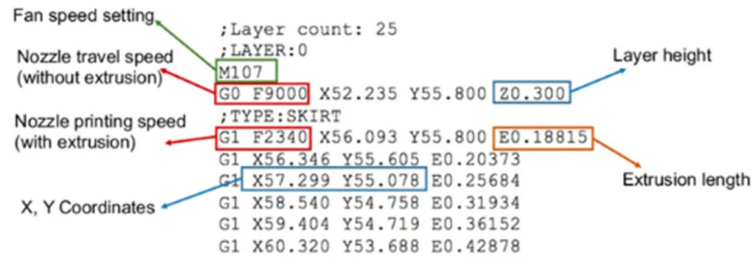 Fan speed setting
;Layer count: 25
;LAYER:0
Nozzle travel speed
(without extrusion)
M107
Layer height
G0 F9000 X52.235 Y55.800 Z0.300
;TYPE:SKIRT
Nozzle printing speed
(with extrusion)
G1 F2340 X56.093 Y55.800 E0.18815
G1 X56.346 Y55.605 E0.20373
G1 X57.299 Y55.078 E0.25684
Extrusion length
X, Y Coordinates
G1 X58.540 Y54.758 E0.31934
G1 X59.404 Y54.719 E0.36152
G1 X60.320 Y53.688 E0.42878